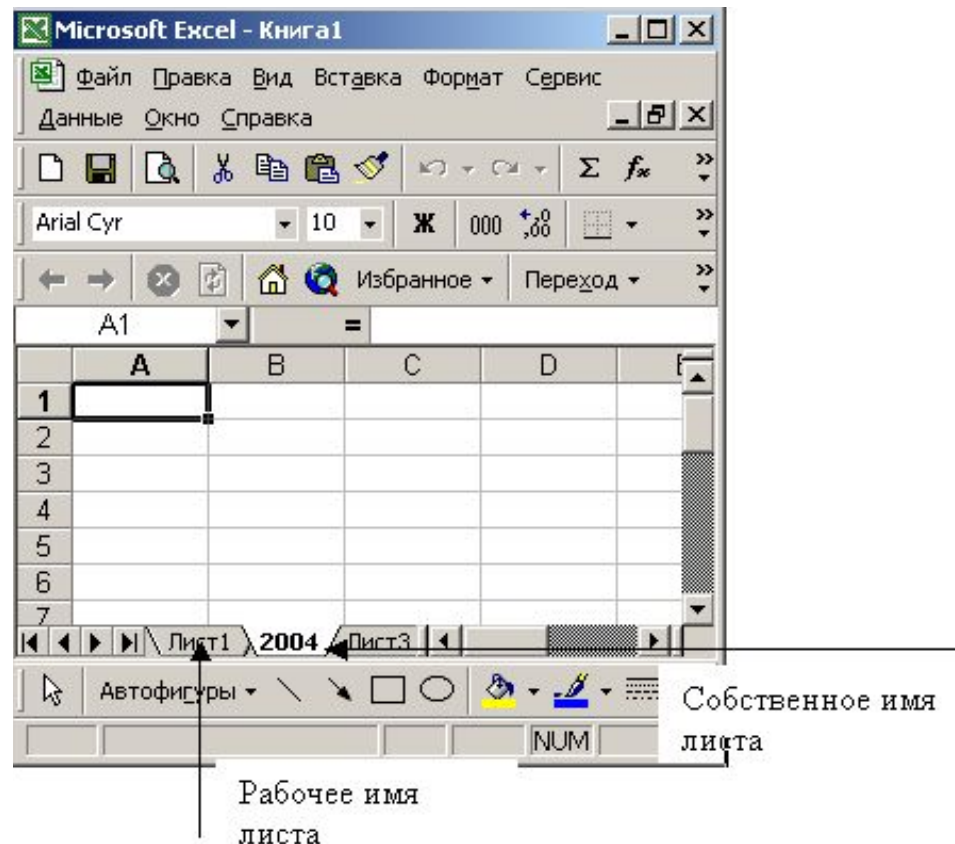 Microsoft Excel - Книга1
Файл Правка Вид Вставка Формат Сервис
Данные Окно Справка
Σ fx
Arial Cyr 10 Ж 000 ,00
Избранное Переход
A1 =
A B C D
1
2
3
4
5
6
7
Лист1 2004 Лист3
Автофигуры
NUM
Собственное имя
листа
Рабочее имя
листа